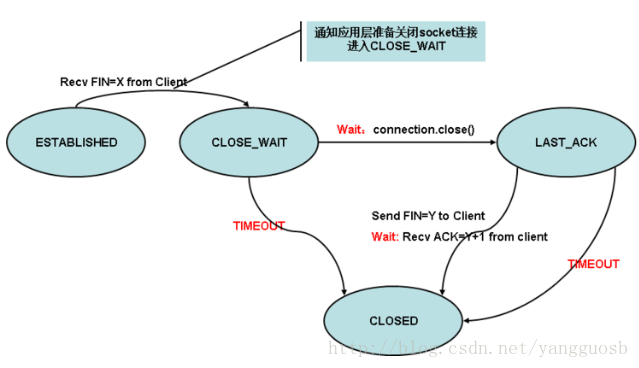 通知应用层准备关闭socket连接
进入CLOSE_WAIT
Recv FIN=X from Client
ESTABLISHED
CLOSE_WAIT
Wait：connection.close()
LAST_ACK
TIMEOUT
Send FIN=Y to Client
Wait: Recv ACK=Y+1 from client
TIMEOUT
CLOSED
http://blog.csdn.net/yangguosb